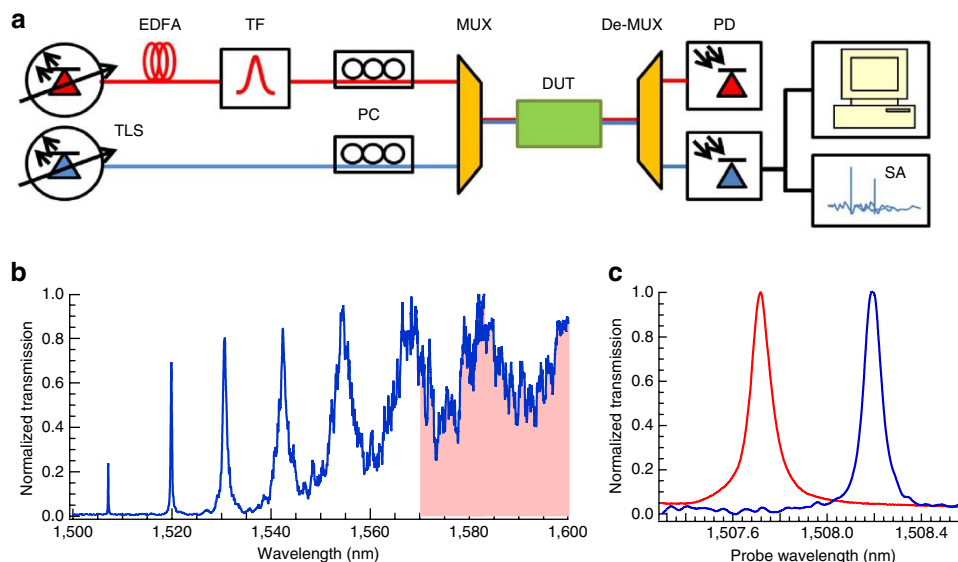 a
EDFA TF MUX De-MUX PD
DUT
TLS PC
SA
b
Normalized transmission
1.0
0.8
0.6
0.4
0.2
0.0
1,500 1,520 1,540 1,560 1,580 1,600
Wavelength (nm)
c
Normalized transmission
1.0
0.8
0.6
0.4
0.2
0.0
1,507.6 1,508.0 1,508.4
Probe wavelength (nm)